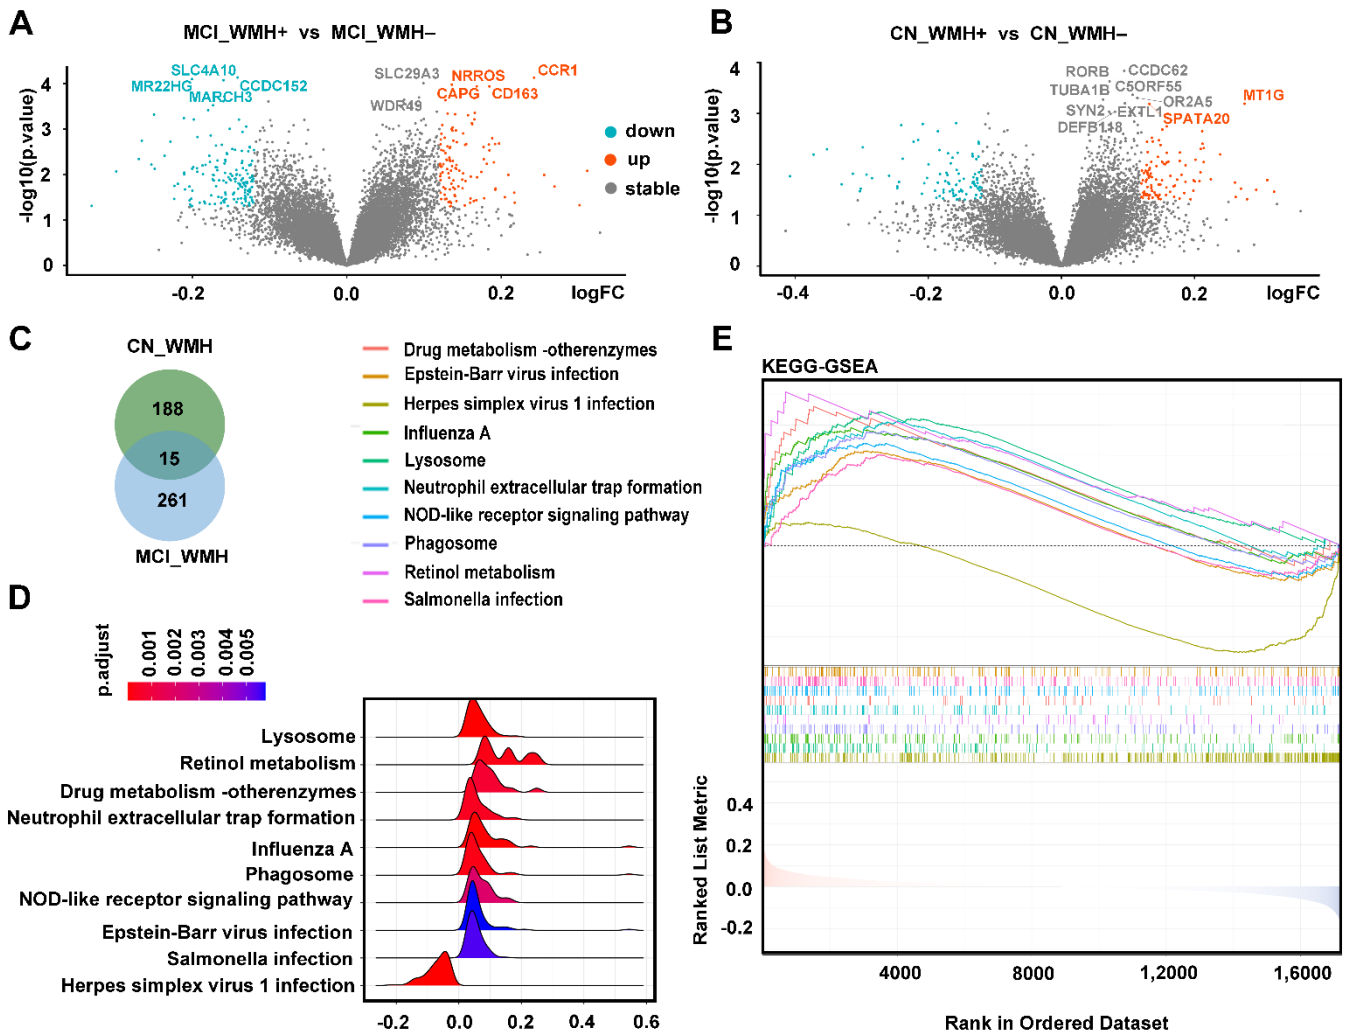 A
MCI_WMH+ vs MCI_WMH–
-log10(p.value)
4
3
2
1
0
SLC4A10
MR22HG
CCDC152
MARCH3
SLC29A3
WDR49
NRROS
CAPG
CD163
CCR1
down
up
stable
-0.2
0.0
0.2
logFC
B
CN_WMH+ vs CN_WMH–
-log10(p.value)
4
3
2
1
0
RORB
CCDC62
TUBA1B
C5ORF55
OR2A5
SYN2
EXTL1
DEFB118
MT1G
SPATA20
-0.4
-0.2
0.0
0.2
logFC
C
CN_WMH
188
15
261
MCI_WMH
Drug metabolism -otherenzymes
Epstein-Barr virus infection
Herpes simplex virus 1 infection
Influenza A
Lysosome
Neutrophil extracellular trap formation
NOD-like receptor signaling pathway
Phagosome
Retinol metabolism
Salmonella infection
D
p.adjust
0.001
0.002
0.003
0.004
0.005
Lysosome
Retinol metabolism
Drug metabolism -otherenzymes
Neutrophil extracellular trap formation
Influenza A
Phagosome
NOD-like receptor signaling pathway
Epstein-Barr virus infection
Salmonella infection
Herpes simplex virus 1 infection
-0.2
0.0
0.2
0.4
0.6
E
KEGG-GSEA
Ranked List Metric
0.4
0.2
0.0
-0.2
4000
8000
1,2000
1,6000
Rank in Ordered Dataset